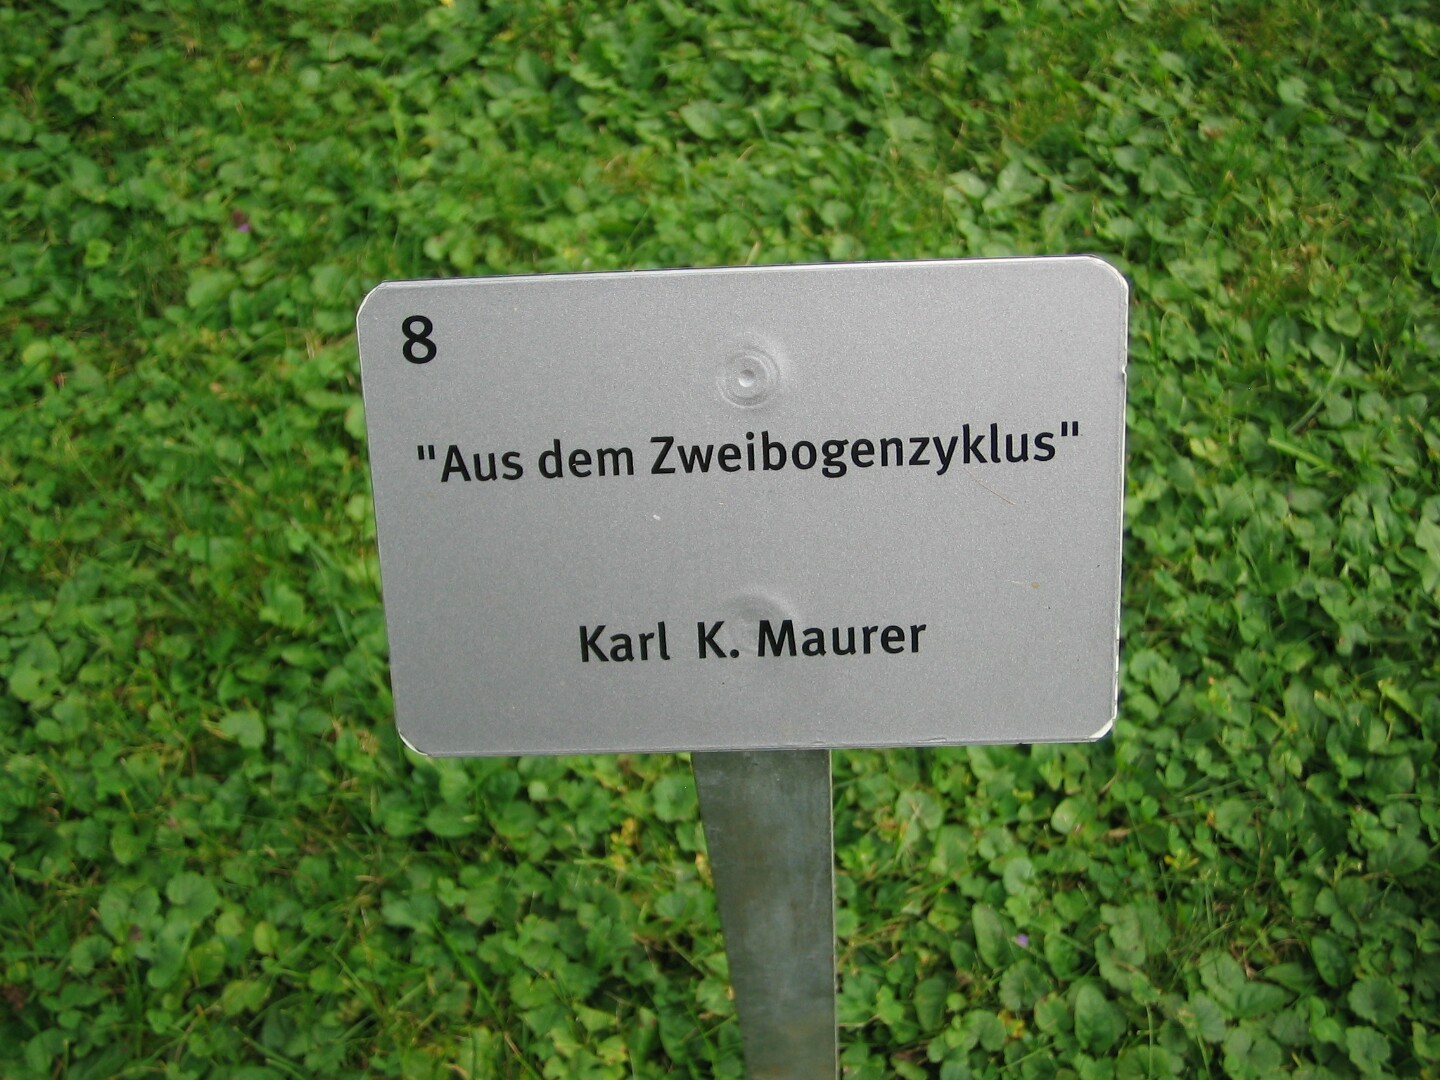 8
"Aus dem Zweibogenzyklus"
Karl K. Maurer